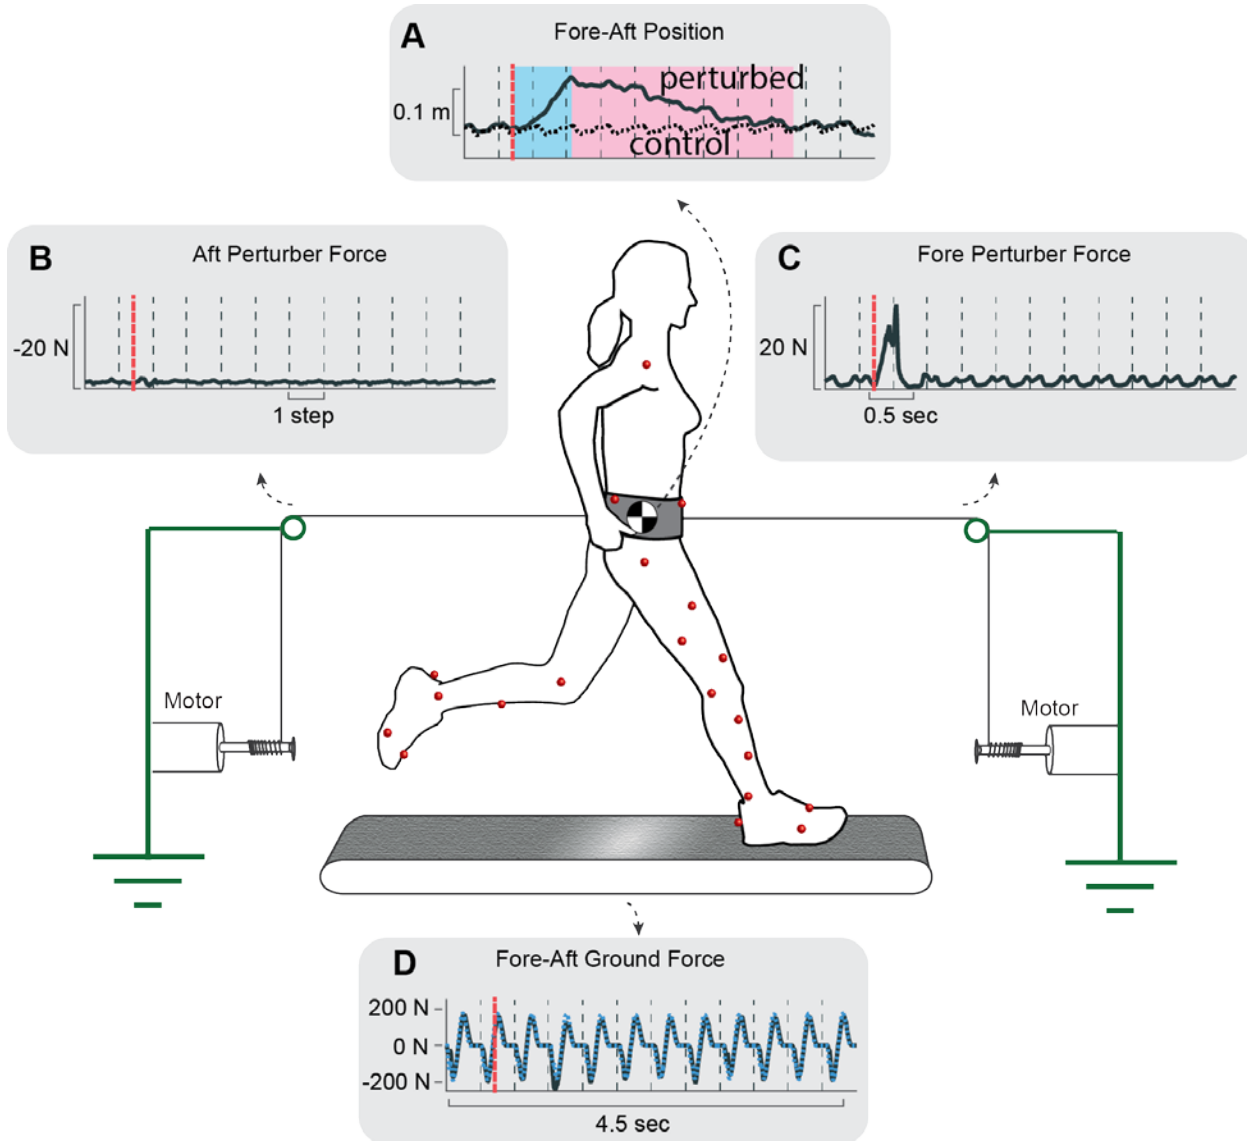 A
Fore-Aft Position
perturbed
0.1 m
control
B
Aft Perturber Force
-20 N
1 step
C
Fore Perturber Force
20 N
0.5 sec
Motor
Motor
D
Fore-Aft Ground Force
200 N
0 N
-200 N
4.5 sec